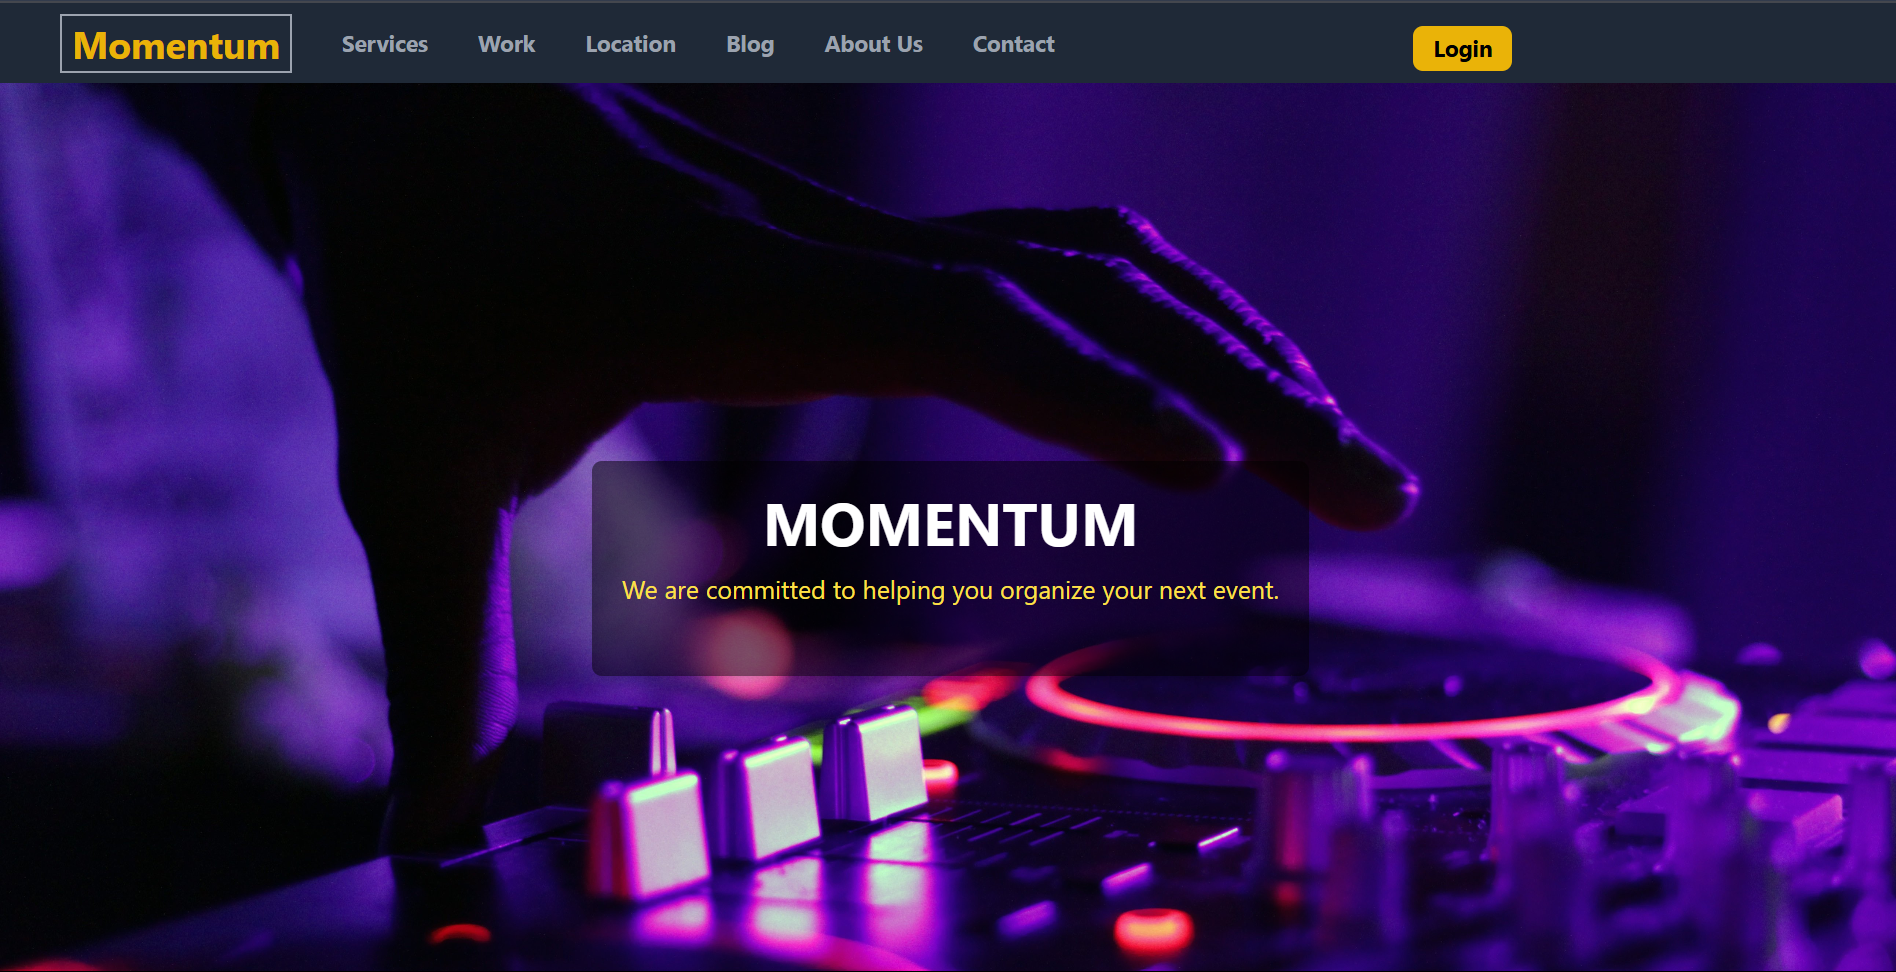 Momentum Services Work Location Blog About Us Contact Login
MOMENTUM
We are committed to helping you organize your next event.